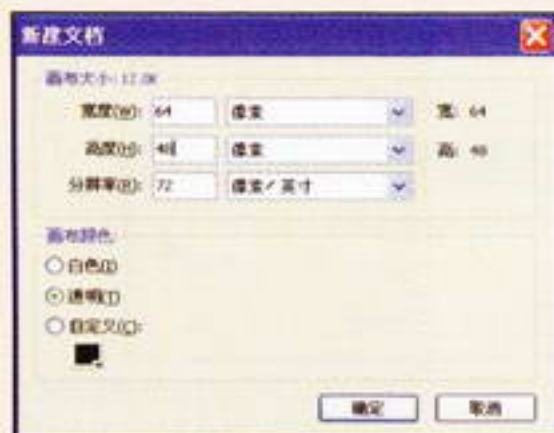 新建文档
画布大小: 12.0K
宽度(W): 64 像素 宽: 64
高度(H): 48 像素 高: 48
分辨率(R): 72 像素/英寸
画布颜色:
白色(I)
透明(T)
自定义(C):
确定 取消